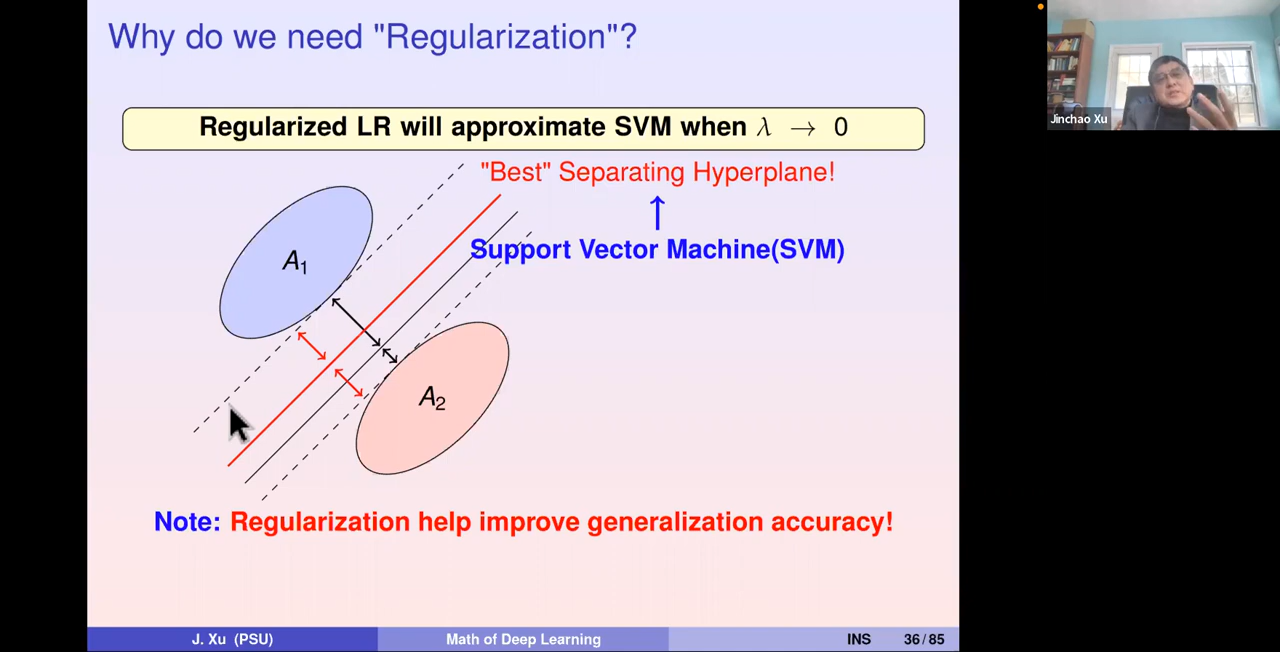 Why do we need "Regularization"?
Regularized LR will approximate SVM when λ → 0
"Best" Separating Hyperplane!
Support Vector Machine(SVM)
A1
A2
Note: Regularization help improve generalization accuracy!
J. Xu (PSU) Math of Deep Learning INS 36/85
Jinchao Xu